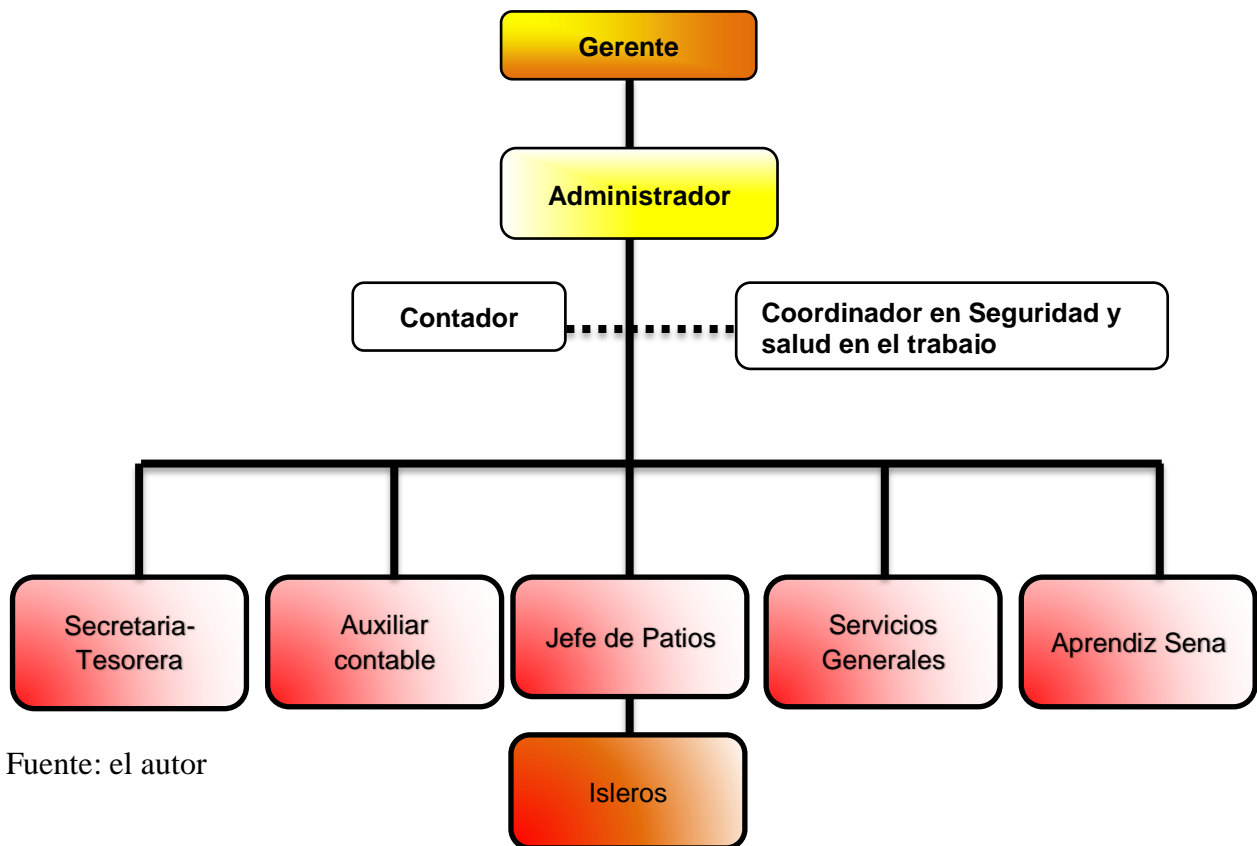 Gerente
Administrador
Contador
Coordinador en Seguridad y
salud en el trabajo
Secretaria-
Tesorera
Auxiliar
contable
Jefe de Patios
Servicios
Generales
Aprendiz Sena
Isleros
Fuente: el autor